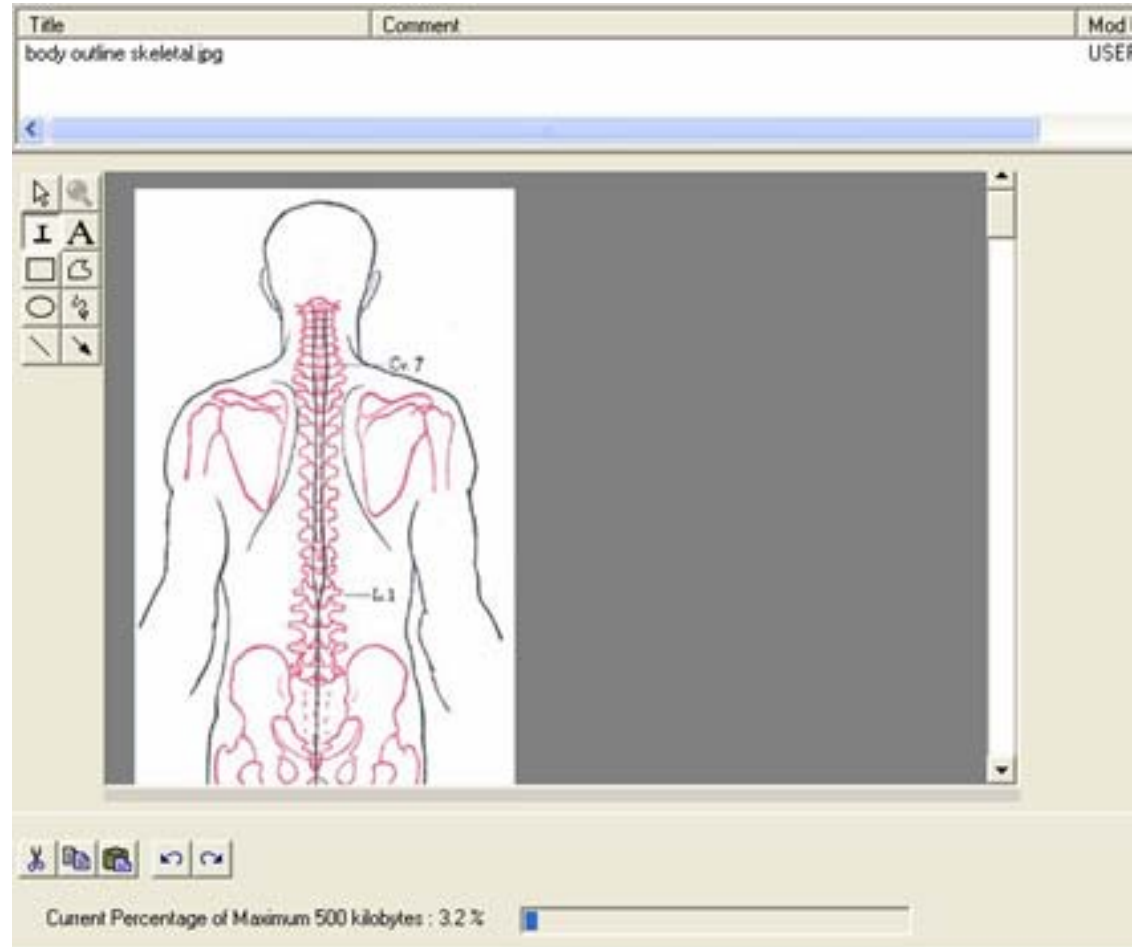 Title Comment Mod
body outline skeletal.jpg USER
A
Cv. 7
L.1
Current Percentage of Maximum 500 kilobytes : 3.2 %